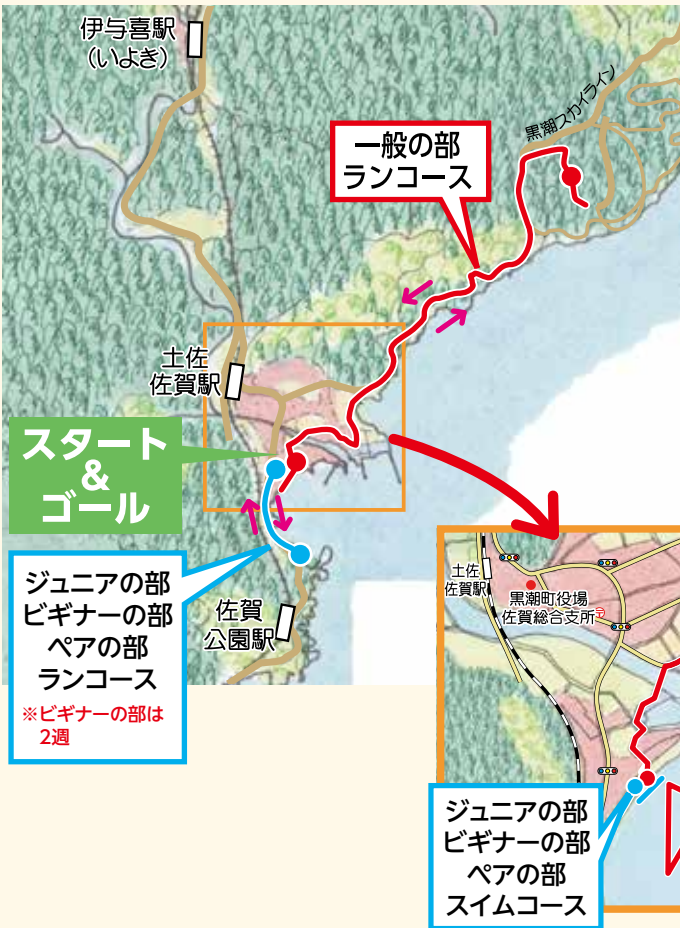 伊与喜駅
(いよき)
黒潮スカイライン
一般の部
ランコース
土佐
佐賀駅
スタート
&
ゴール
ジュニアの部
ビギナーの部
ペアの部
ランコース
※ビギナーの部は
2週
佐賀
公園駅
土佐
佐賀駅
黒潮町役場
佐賀総合支所
ジュニアの部
ビギナーの部
ペアの部
スイムコース